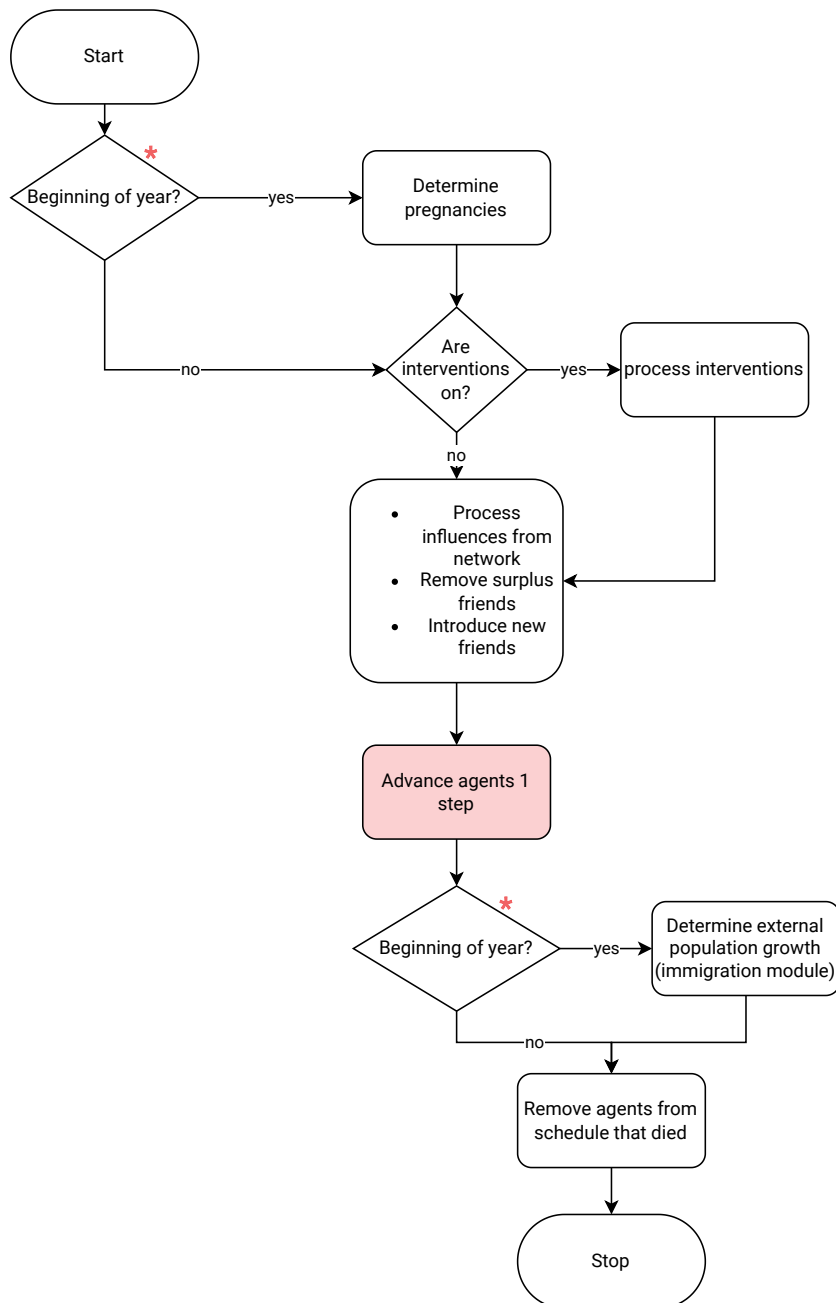 Start
*
Beginning of year?
yes
Determine
pregnancies
no
Are
interventions
on?
yes
process interventions
no
• Process
influences from
network
• Remove surplus
friends
• Introduce new
friends
Advance agents 1
step
*
Beginning of year?
yes
Determine external
population growth
(immigration module)
no
Remove agents from
schedule that died
Stop